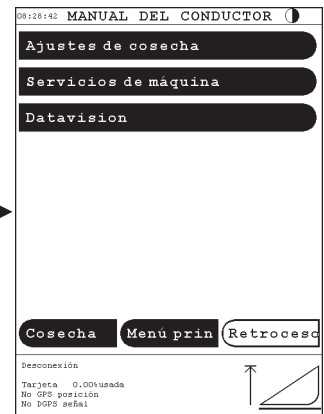 08:28:42 MANUAL DEL CONDUCTOR
Ajustes de cosecha
Servicios de máquina
Datavision
Cosecha Menú prin Retroceso
Desconexión
Tarjeta 0.00%usada
No GPS posición
No DGPS señal